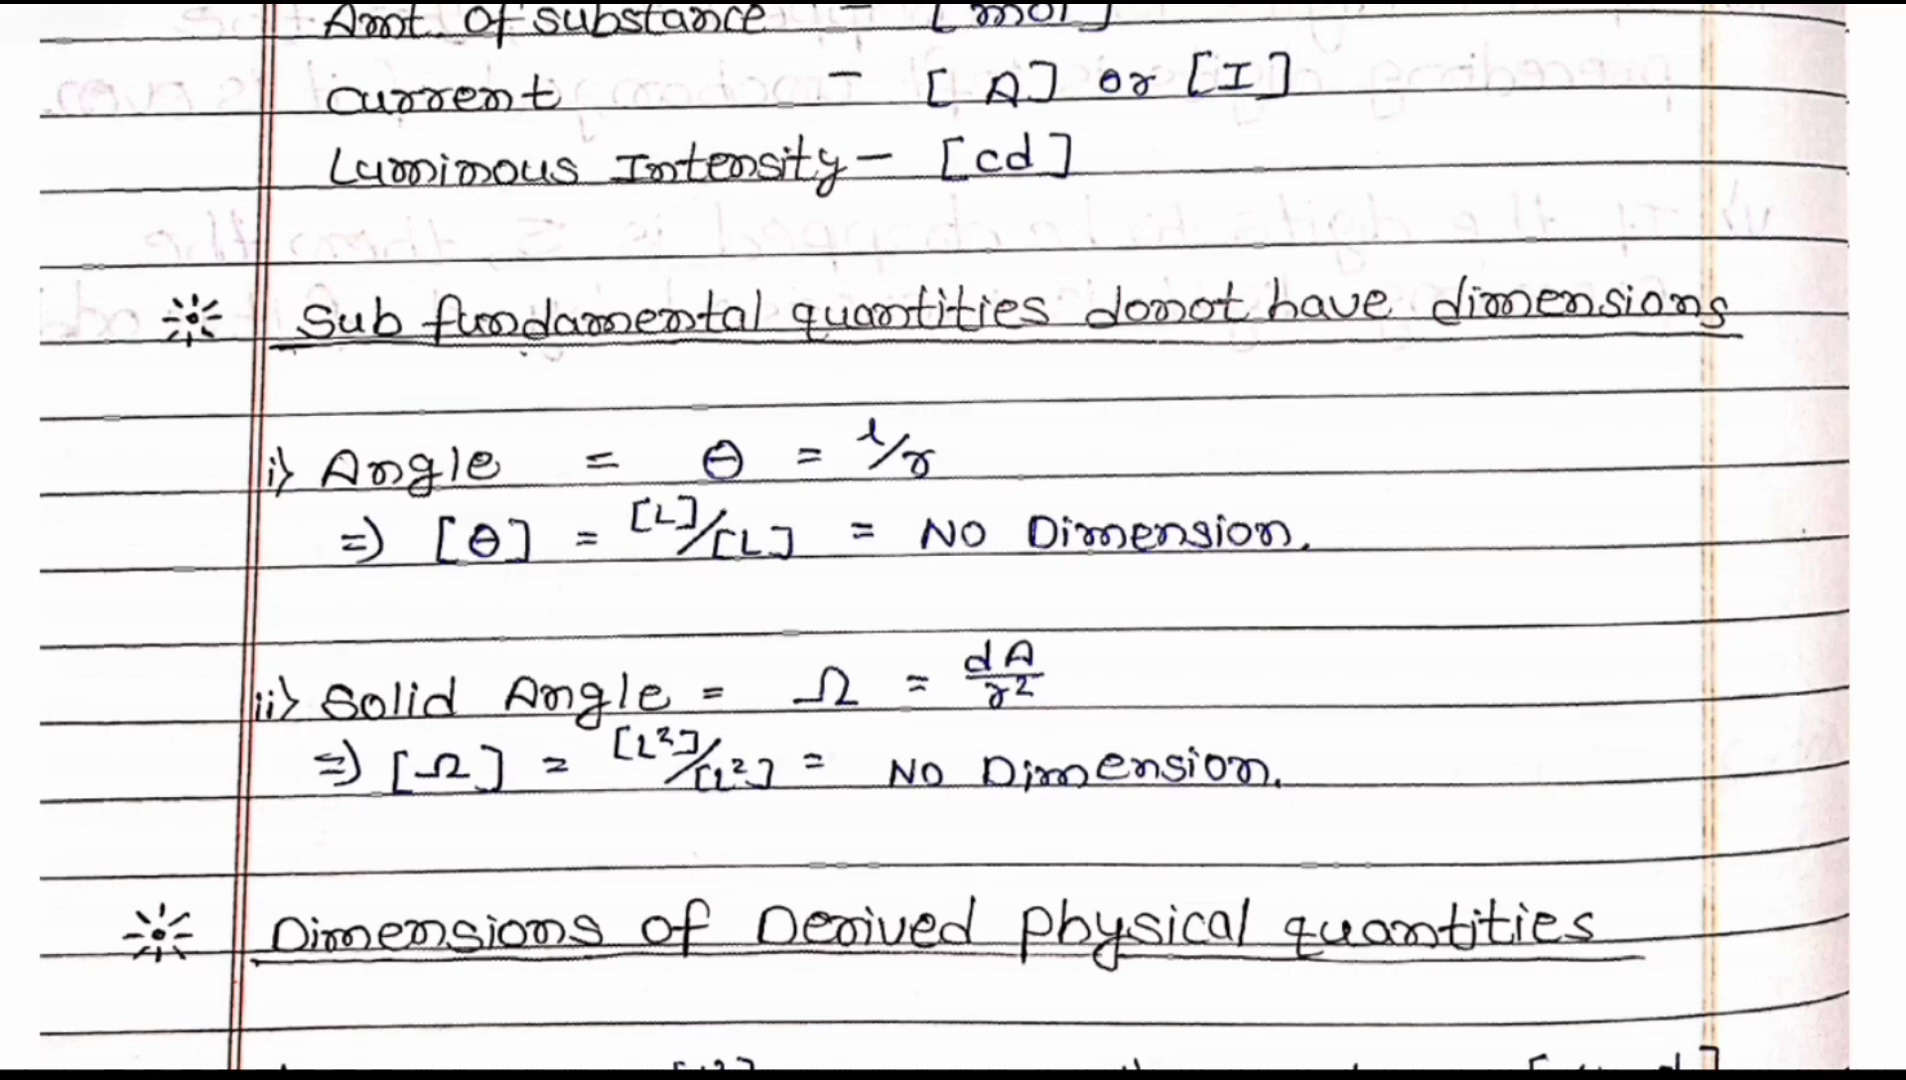 Amt. of substance - [mol]
current - [A] or [I]
Luminous Intensity - [cd]
Sub fundamental quantities donot have dimensions
i) Angle = θ = l/r
=) [θ] = [L]/[L] = NO Dimension.
ii) Solid Angle = Ω = dA/r²
=) [Ω] = [L²]/[L²] = NO Dimension.
Dimensions of Derived physical quantities